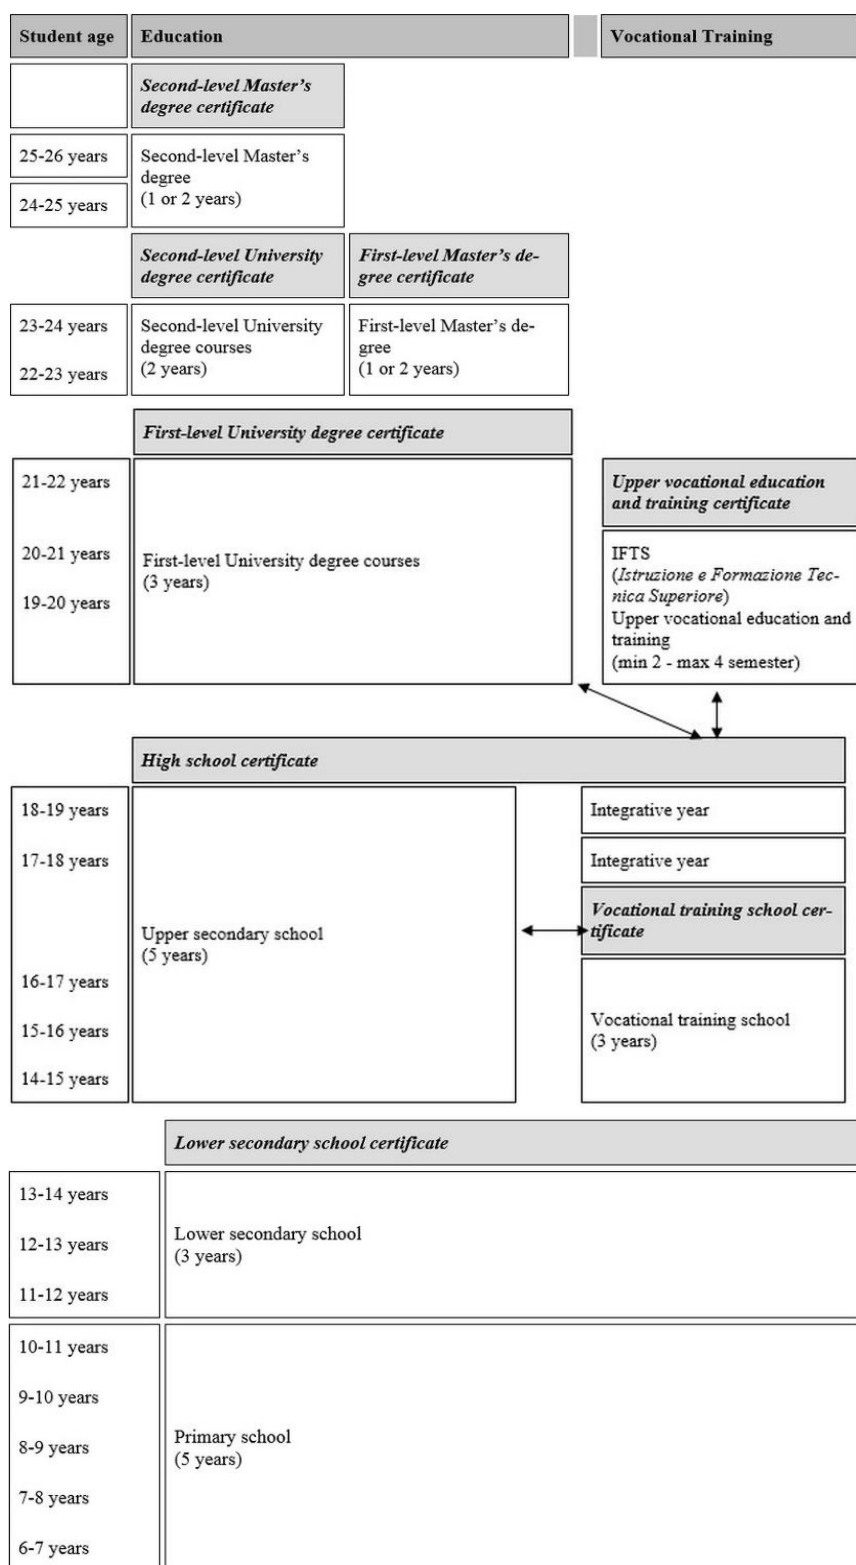 Student age
Education
Vocational Training
Second-level Master's
degree certificate
25-26 years
24-25 years
Second-level Master's
degree
(1 or 2 years)
Second-level University
degree certificate
First-level Master's de-
gree certificate
23-24 years
22-23 years
Second-level University
degree courses
(2 years)
First-level Master's de-
gree
(1 or 2 years)
First-level University degree certificate
21-22 years
20-21 years
19-20 years
First-level University degree courses
(3 years)
Upper vocational education
and training certificate
IFTS
(Istruzione e Formazione Tec-
nica Superiore)
Upper vocational education and
training
(min 2 - max 4 semester)
High school certificate
18-19 years
17-18 years
16-17 years
15-16 years
14-15 years
Upper secondary school
(5 years)
Integrative year
Integrative year
Vocational training school cer-
tificate
Vocational training school
(3 years)
Lower secondary school certificate
13-14 years
12-13 years
11-12 years
Lower secondary school
(3 years)
10-11 years
9-10 years
8-9 years
7-8 years
6-7 years
Primary school
(5 years)